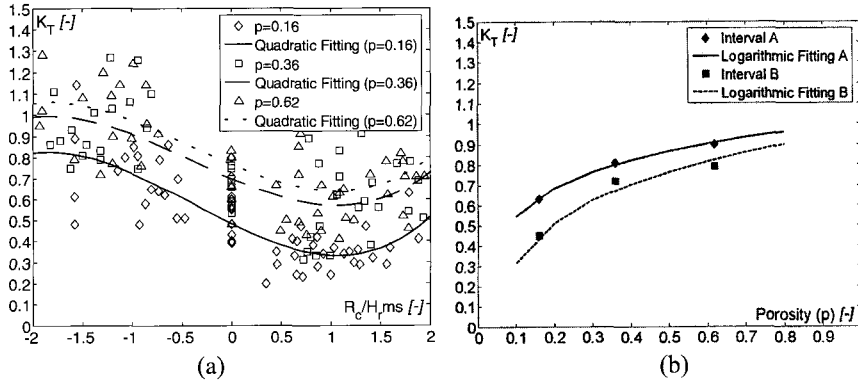 K_T [-]
p=0.16
Quadratic Fitting (p=0.16)
p=0.36
Quadratic Fitting (p=0.36)
p=0.62
Quadratic Fitting (p=0.62)
1.5
1.4
1.3
1.2
1.1
1
0.9
0.8
0.7
0.6
0.5
0.4
0.3
0.2
0.1
0
R_c/H_rms [-]
-2 -1.5 -1 -0.5 0 0.5 1 1.5 2
(a)
K_T [-]
Interval A
Logarithmic Fitting A
Interval B
Logarithmic Fitting B
1.5
1.4
1.3
1.2
1.1
1
0.9
0.8
0.7
0.6
0.5
0.4
0.3
0.2
0.1
0
Porosity (p) [-]
0.1 0.2 0.3 0.4 0.5 0.6 0.7 0.8 0.9 1
(b)